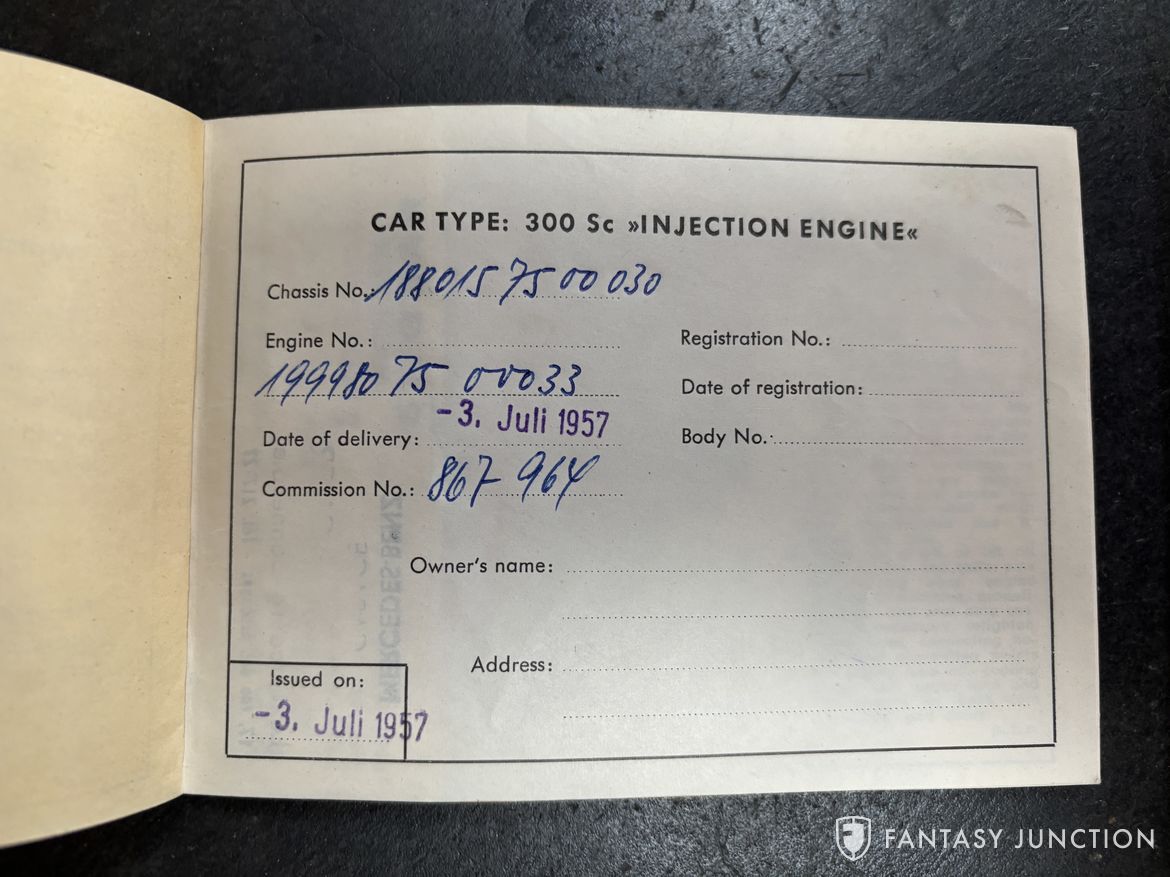 CAR TYPE: 300 Sc »INJECTION ENGINE«
Chassis No.: 188015 75 00 030
Engine No.:
199980 75 00033
Date of delivery: -3. Juli 1957
Commission No.: 867 964
Registration No.:
Date of registration:
Body No.
Owner's name:
Address:
Issued on:
-3. Juli 1957
FANTASY JUNCTION